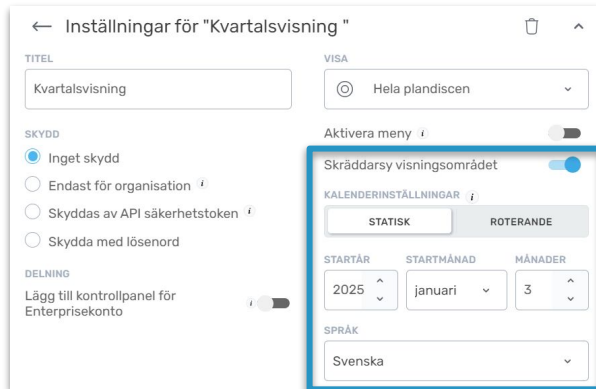 ← Inställningar för "Kvartalsvisning "
TITEL
Kvartalsvisning
SKYDD
Inget skydd
Endast för organisation i
Skyddas av API säkerhetstoken i
Skydda med lösenord
DELNING
Lägg till kontrollpanel för
Enterprisekonto i
VISA
Hela plandiscen
Aktivera meny i
Skräddarsy visningsområdet
KALENDERINSTÄLLNINGAR i
STATISK ROTERANDE
STARTÅR STARTMÅNAD MÅNADER
2025 januari 3
SPRÅK
Svenska